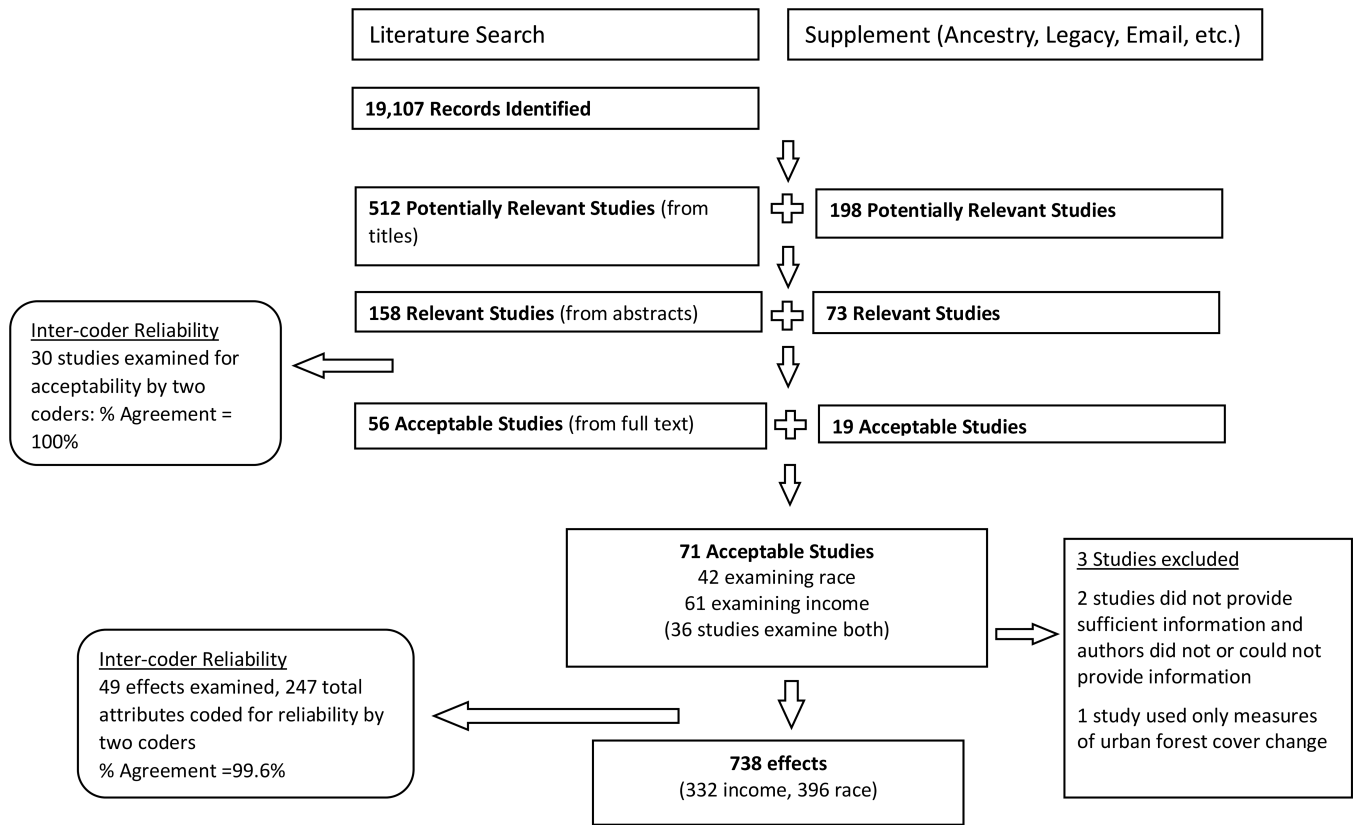 Literature Search
Supplement (Ancestry, Legacy, Email, etc.)
19,107 Records Identified
512 Potentially Relevant Studies (from
titles)
198 Potentially Relevant Studies
158 Relevant Studies (from abstracts)
73 Relevant Studies
Inter-coder Reliability
30 studies examined for
acceptability by two
coders: % Agreement =
100%
56 Acceptable Studies (from full text)
19 Acceptable Studies
71 Acceptable Studies
42 examining race
61 examining income
(36 studies examine both)
3 Studies excluded
2 studies did not provide
sufficient information and
authors did not or could not
provide information
1 study used only measures
of urban forest cover change
Inter-coder Reliability
49 effects examined, 247 total
attributes coded for reliability by
two coders
% Agreement =99.6%
738 effects
(332 income, 396 race)